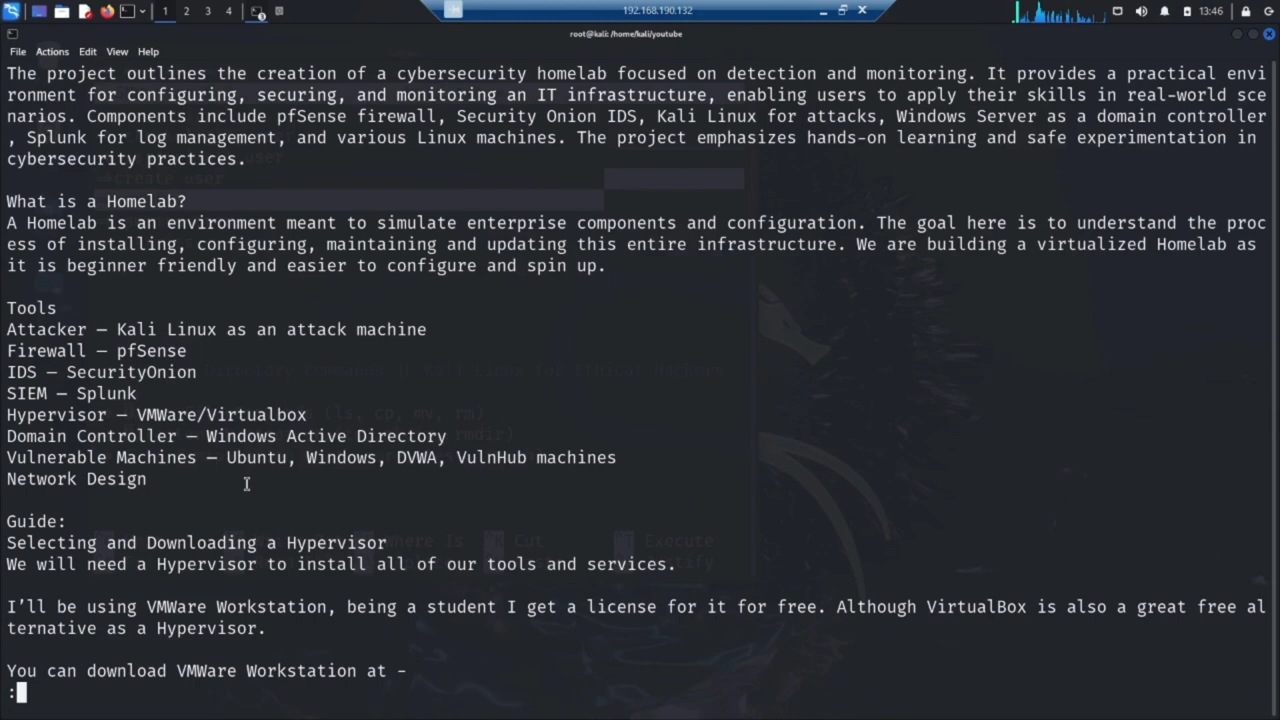 1 2 3 4
192.168.190.132
13:46
root@kali: /home/kali/youtube
File Actions Edit View Help
The project outlines the creation of a cybersecurity homelab focused on detection and monitoring. It provides a practical envi
ronment for configuring, securing, and monitoring an IT infrastructure, enabling users to apply their skills in real-world sce
narios. Components include pfSense firewall, Security Onion IDS, Kali Linux for attacks, Windows Server as a domain controller
, Splunk for log management, and various Linux machines. The project emphasizes hands-on learning and safe experimentation in
cybersecurity practices.
What is a Homelab?
A Homelab is an environment meant to simulate enterprise components and configuration. The goal here is to understand the proc
ess of installing, configuring, maintaining and updating this entire infrastructure. We are building a virtualized Homelab as
it is beginner friendly and easier to configure and spin up.
Tools
Attacker — Kali Linux as an attack machine
Firewall — pfSense
IDS — SecurityOnion
SIEM — Splunk
Hypervisor — VMWare/Virtualbox
Domain Controller — Windows Active Directory
Vulnerable Machines — Ubuntu, Windows, DVWA, VulnHub machines
Network Design
Guide:
Selecting and Downloading a Hypervisor
We will need a Hypervisor to install all of our tools and services.
I’ll be using VMWare Workstation, being a student I get a license for it for free. Although VirtualBox is also a great free al
ternative as a Hypervisor.
You can download VMWare Workstation at -
: